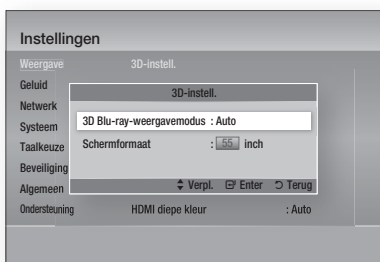 Instellingen
Weergave 3D-instell.
Geluid
Netwerk
Systeem
Taalkeuze
Beveiliging
Algemeen
Ondersteuning HDMI diepe kleur : Auto
3D-instell.
3D Blu-ray-weergavemodus : Auto
Schermformaat : 55 inch
Verpl. Enter Terug